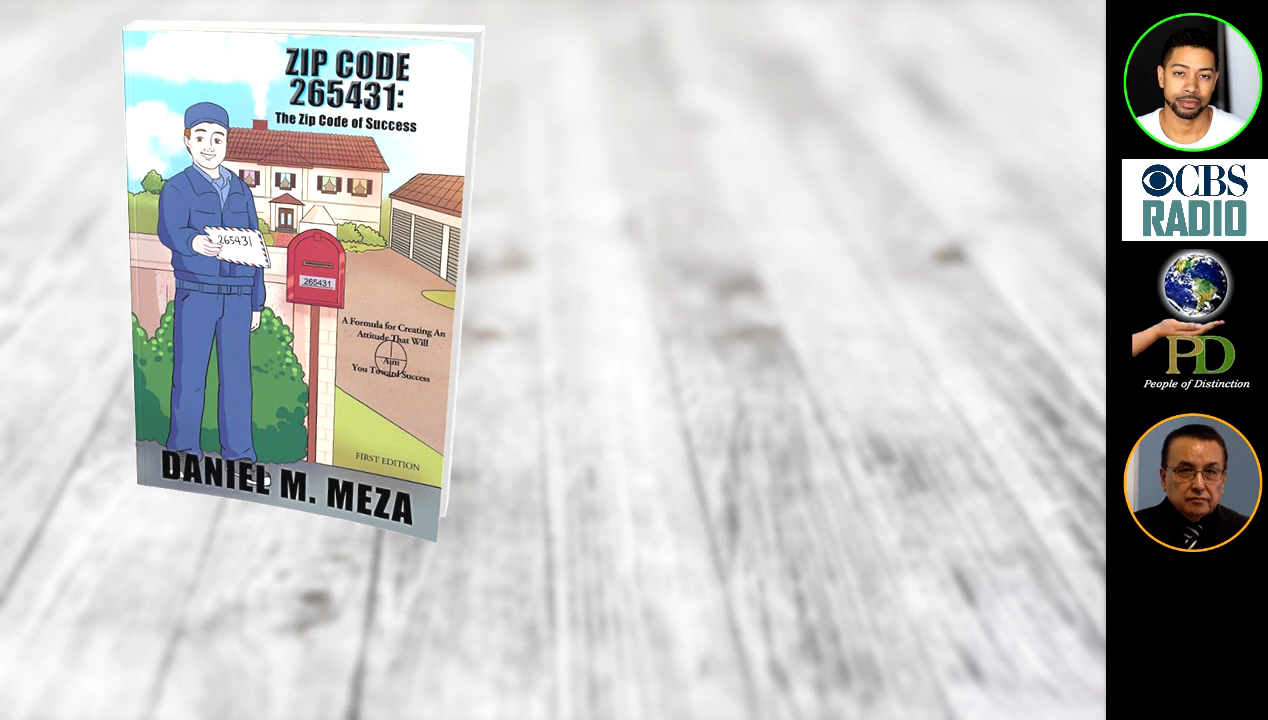 ZIP CODE
265431:
The Zip Code of Success
265431
265431
A Formula for Creating An
Attitude That Will
Aim
You Toward Success
FIRST EDITION
DANIEL M. MEZA
CBS
RADIO
PD
People of Distinction